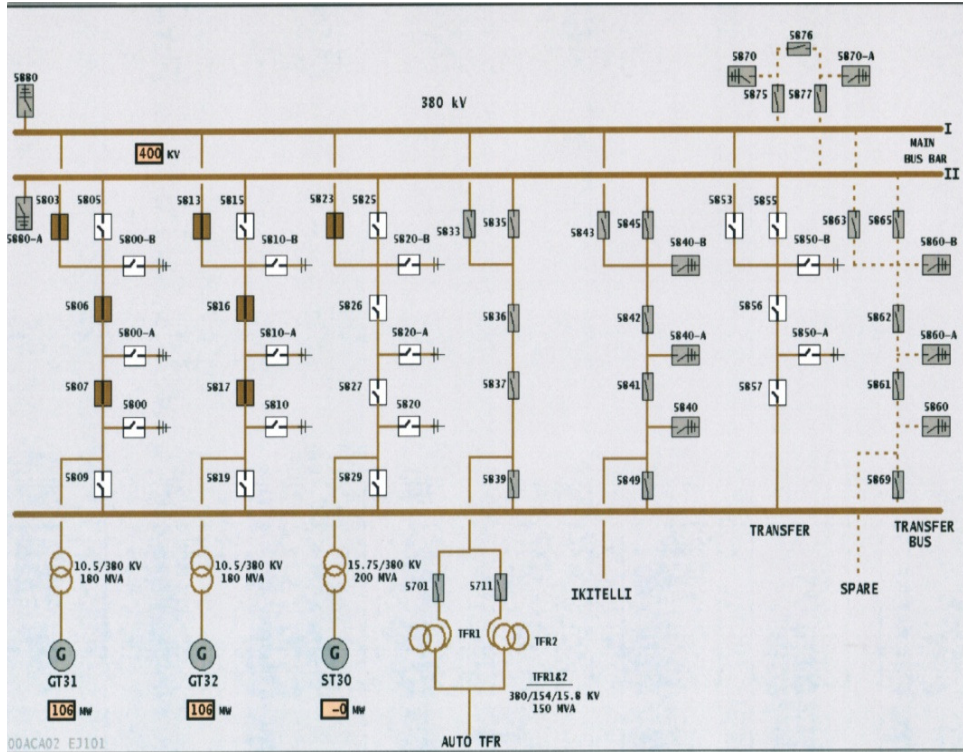 5876
5870
5870-A
5880
5875
5877
380 kV
I
400 KV
MAIN
BUS BAR
II
5803
5805
5813
5815
5823
5825
5853
5855
5833
5835
5843
5845
5863
5865
5880-A
5800-B
5810-B
5820-B
5840-B
5850-B
5860-B
5806
5816
5826
5836
5842
5856
5862
5800-A
5810-A
5820-A
5840-A
5850-A
5860-A
5807
5817
5827
5837
5841
5857
5861
5800
5810
5820
5840
5860
5809
5819
5829
5839
5849
5869
TRANSFER
TRANSFER
BUS
10.5/380 KV
180 MVA
10.5/380 KV
180 MVA
15.75/380 KV
200 MVA
5701
5711
IKITELLI
SPARE
TFR1
TFR2
G
G
G
GT31
GT32
ST30
TFR1&2
380/154/15.8 KV
150 MVA
106 MW
106 MW
-0 MW
AUTO TFR
00ACA02 EJ101